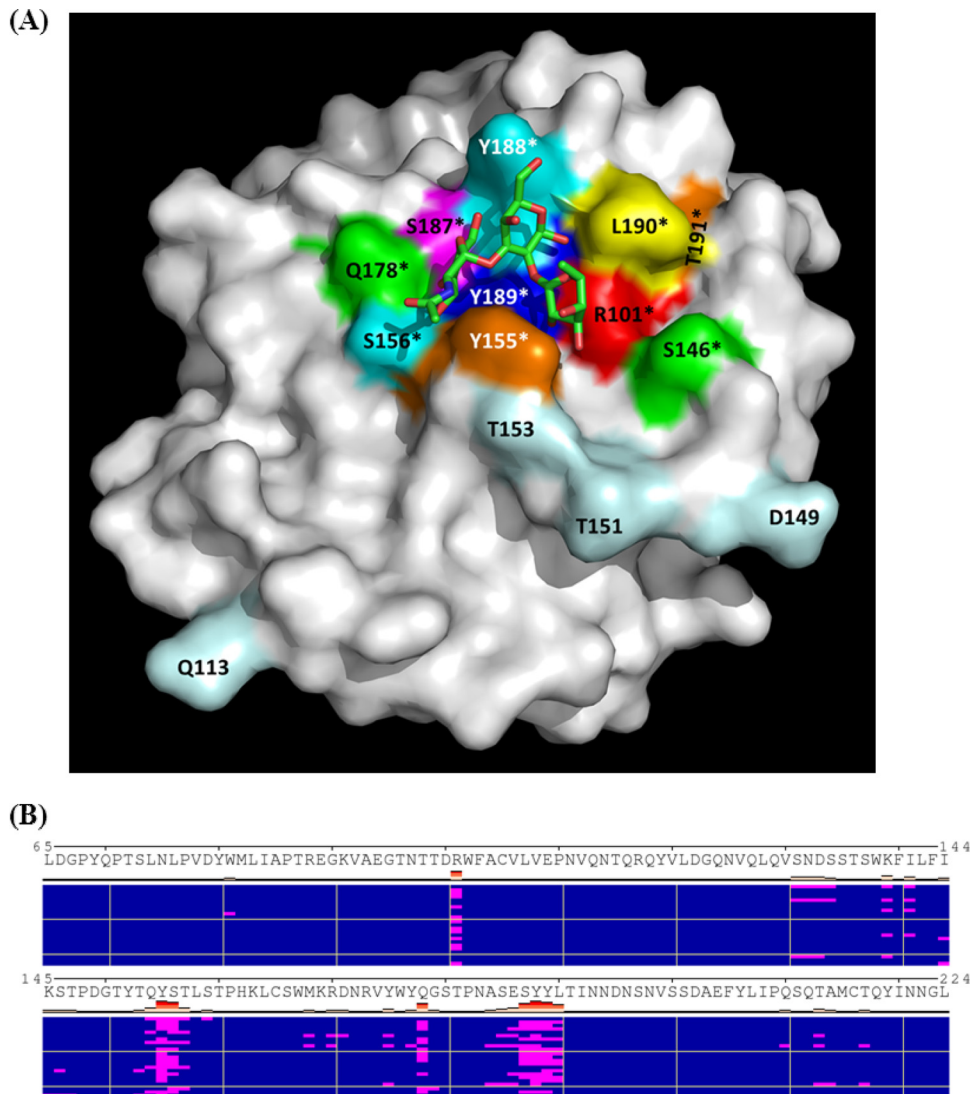 (A)
Y188*
S187*
L190*
T191*
Q178*
Y189*
R101*
S156*
Y155*
S146*
T153
T151
D149
Q113
(B)
65 144
LDGPYQPTSLNLPVDYWMLIAPTREGKVAEGTNTTDRWFACVLVEPNVQNTQRQYVLDGQNVQLQVSNDSSTSWKFILFI
145 224
KSTPDGTYTQYSTLSTPHKLCSWMKRDNRVYWYQGSTPNASESYYLTINNDNSNVSSDAEFYLIPQSQTAMCTQYINNGL